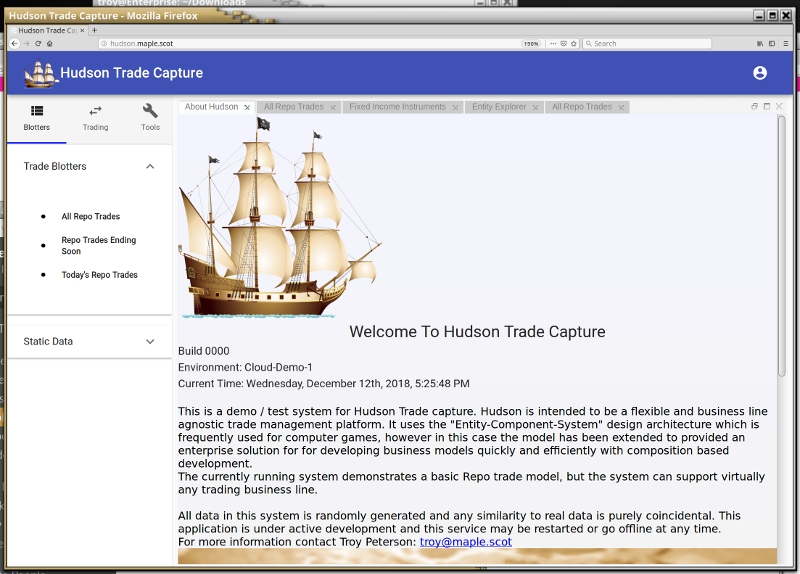 troy@Enterprise: ~/Downloads
Hudson Trade Capture - Mozilla Firefox
Hudson Trade Cap
hudson.maple.scot
190%
Search
Hudson Trade Capture
Blotters
Trading
Tools
About Hudson
All Repo Trades
Fixed Income Instruments
Entity Explorer
All Repo Trades
Trade Blotters
All Repo Trades
Repo Trades Ending
Soon
Today's Repo Trades
Static Data
Welcome To Hudson Trade Capture
Build 0000
Environment: Cloud-Demo-1
Current Time: Wednesday, December 12th, 2018, 5:25:48 PM
This is a demo / test system for Hudson Trade capture. Hudson is intended to be a flexible and business line
agnostic trade management platform. It uses the "Entity-Component-System" design architecture which is
frequently used for computer games, however in this case the model has been extended to provided an
enterprise solution for for developing business models quickly and efficiently with composition based
development.
The currently running system demonstrates a basic Repo trade model, but the system can support virtually
any trading business line.
All data in this system is randomly generated and any similarity to real data is purely coincidental. This
application is under active development and this service may be restarted or go offline at any time.
For more information contact Troy Peterson: troy@maple.scot